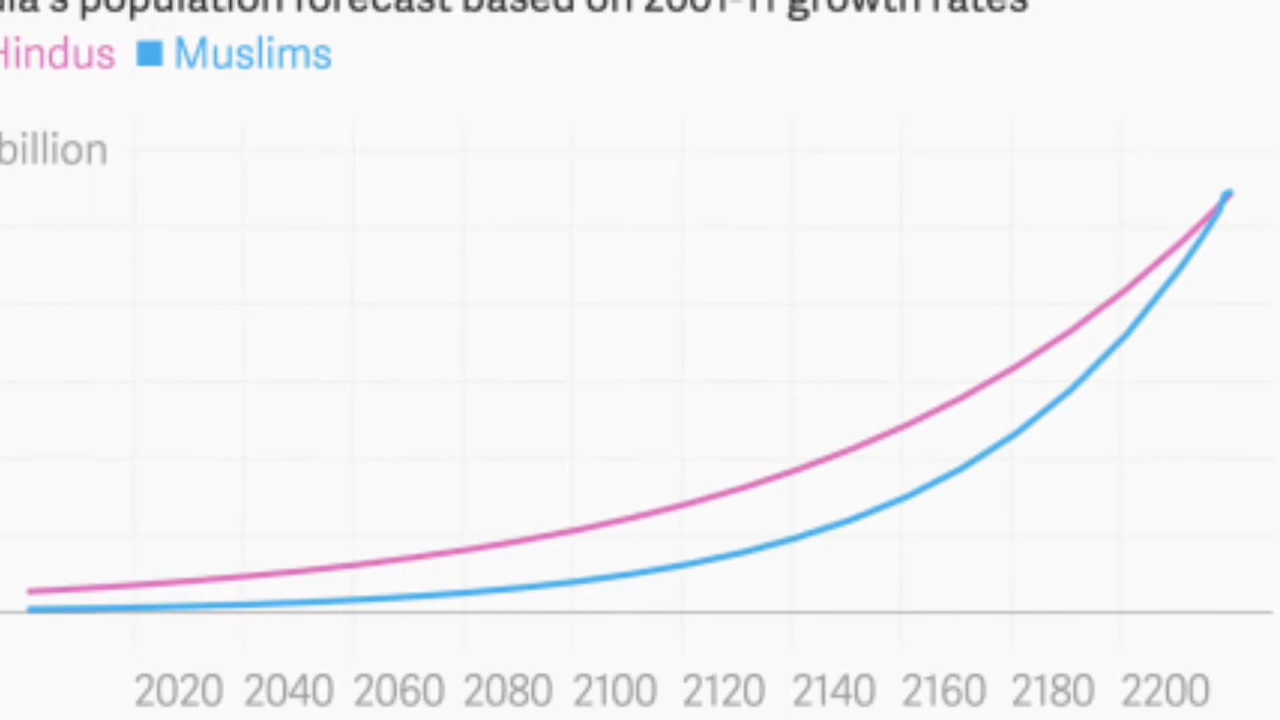 population forecast based on 2001-11 growth rates
Hindus Muslims
billion
2020 2040 2060 2080 2100 2120 2140 2160 2180 2200